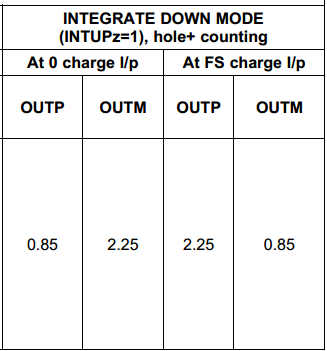 INTEGRATE DOWN MODE
(INTUPz=1), hole+ counting
At 0 charge I/p At FS charge I/p
OUTP OUTM OUTP OUTM
0.85 2.25 2.25 0.85